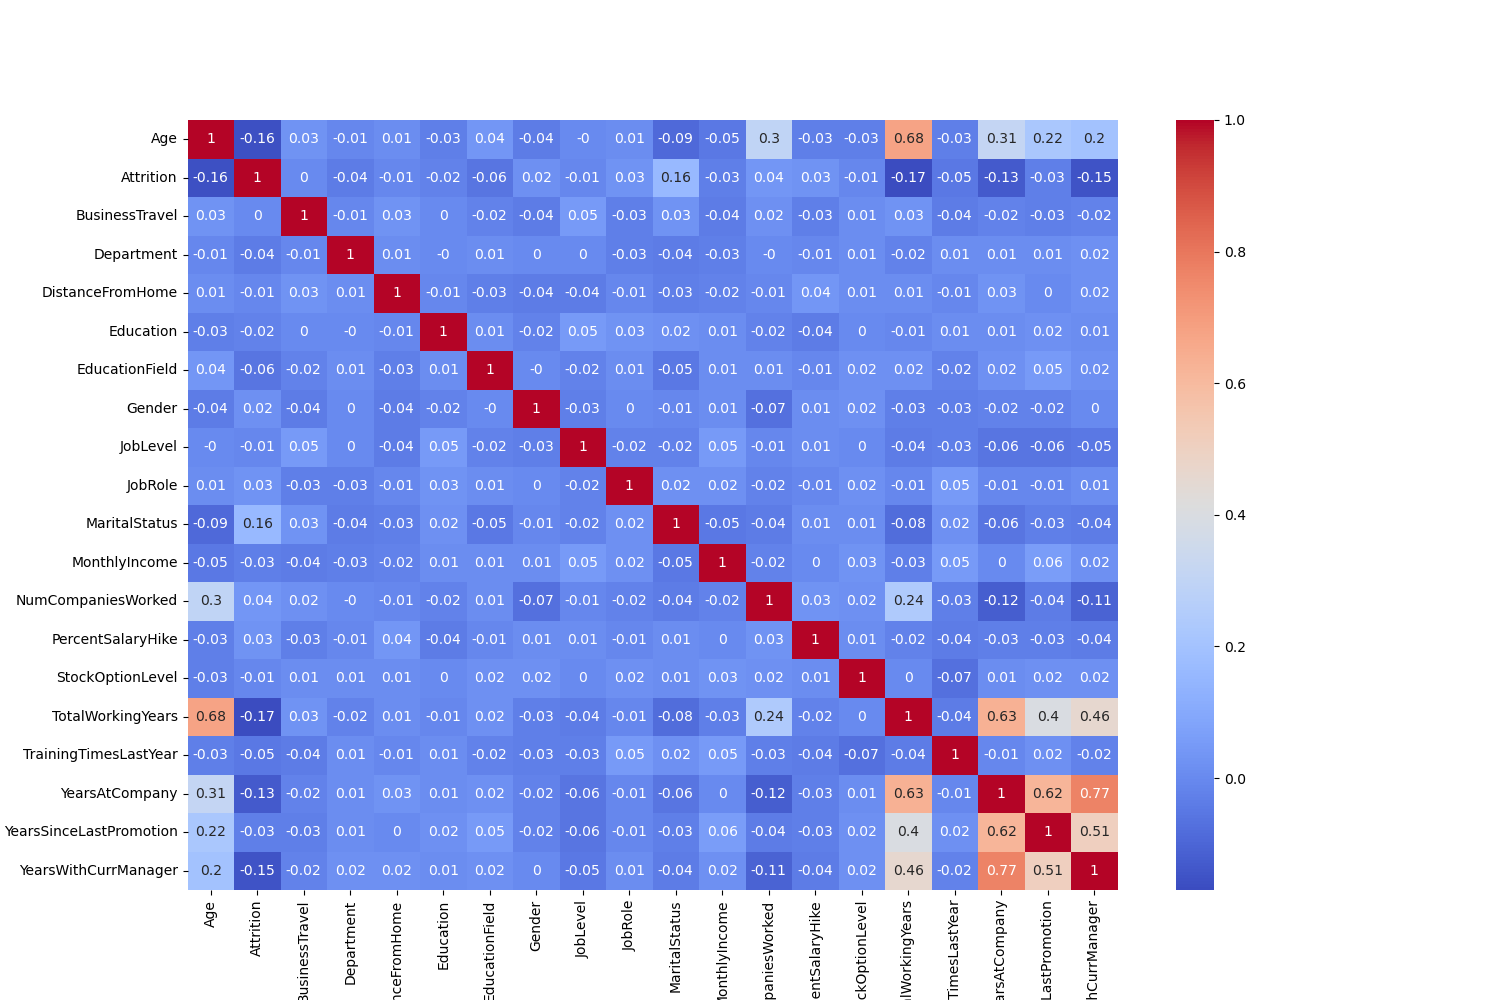 Age 1 -0.16 0.03 -0.01 0.01 -0.03 0.04 -0.04 -0 0.01 -0.09 -0.05 0.3 -0.03 -0.03 0.68 -0.03 0.31 0.22 0.2
Attrition -0.16 1 0 -0.04 -0.01 -0.02 -0.06 0.02 -0.01 0.03 0.16 -0.03 0.04 0.03 -0.01 -0.17 -0.05 -0.13 -0.03 -0.15
BusinessTravel 0.03 0 1 -0.01 0.03 0 -0.02 -0.04 0.05 -0.03 0.03 -0.04 0.02 -0.03 0.01 0.03 -0.04 -0.02 -0.03 -0.02
Department -0.01 -0.04 -0.01 1 0.01 -0 0.01 0 0 -0.03 -0.04 -0.03 -0 -0.01 0.01 -0.02 0.01 0.01 0.01 0.02
DistanceFromHome 0.01 -0.01 0.03 0.01 1 -0.01 -0.03 -0.04 -0.04 -0.01 -0.03 -0.02 -0.01 0.04 0.01 0.01 -0.01 0.03 0 0.02
Education -0.03 -0.02 0 -0 -0.01 1 0.01 -0.02 0.05 0.03 0.02 0.01 -0.02 -0.04 0 -0.01 0.01 0.01 0.02 0.01
EducationField 0.04 -0.06 -0.02 0.01 -0.03 0.01 1 -0 -0.02 0.01 -0.05 0.01 0.01 -0.01 0.02 0.02 -0.02 0.02 0.05 0.02
Gender -0.04 0.02 -0.04 0 -0.04 -0.02 -0 1 -0.03 0 -0.01 0.01 -0.07 0.01 0.02 -0.03 -0.03 -0.02 -0.02 0
JobLevel -0 -0.01 0.05 0 -0.04 0.05 -0.02 -0.03 1 -0.02 -0.02 0.05 -0.01 0.01 0 -0.04 -0.03 -0.06 -0.06 -0.05
JobRole 0.01 0.03 -0.03 -0.03 -0.01 0.03 0.01 0 -0.02 1 0.02 0.02 -0.02 -0.01 0.02 -0.01 0.05 -0.01 -0.01 0.01
MaritalStatus -0.09 0.16 0.03 -0.04 -0.03 0.02 -0.05 -0.01 -0.02 0.02 1 -0.05 -0.04 0.01 0.01 -0.08 0.02 -0.06 -0.03 -0.04
MonthlyIncome -0.05 -0.03 -0.04 -0.03 -0.02 0.01 0.01 0.01 0.05 0.02 -0.05 1 -0.02 0 0.03 -0.03 0.05 0 0.06 0.02
NumCompaniesWorked 0.3 0.04 0.02 -0 -0.01 -0.02 0.01 -0.07 -0.01 -0.02 -0.04 -0.02 1 0.03 0.02 0.24 -0.03 -0.12 -0.04 -0.11
PercentSalaryHike -0.03 0.03 -0.03 -0.01 0.04 -0.04 -0.01 0.01 0.01 -0.01 0.01 0 0.03 1 0.01 -0.02 -0.04 -0.03 -0.03 -0.04
StockOptionLevel -0.03 -0.01 0.01 0.01 0.01 0 0.02 0.02 0 0.02 0.01 0.03 0.02 0.01 1 0 -0.07 0.01 0.02 0.02
TotalWorkingYears 0.68 -0.17 0.03 -0.02 0.01 -0.01 0.02 -0.03 -0.04 -0.01 -0.08 -0.03 0.24 -0.02 0 1 -0.04 0.63 0.4 0.46
TrainingTimesLastYear -0.03 -0.05 -0.04 0.01 -0.01 0.01 -0.02 -0.03 -0.03 0.05 0.02 0.05 -0.03 -0.04 -0.07 -0.04 1 -0.01 0.02 -0.02
YearsAtCompany 0.31 -0.13 -0.02 0.01 0.03 0.01 0.02 -0.02 -0.06 -0.01 -0.06 0 -0.12 -0.03 0.01 0.63 -0.01 1 0.62 0.77
YearsSinceLastPromotion 0.22 -0.03 -0.03 0.01 0 0.02 0.05 -0.02 -0.06 -0.01 -0.03 0.06 -0.04 -0.03 0.02 0.4 0.02 0.62 1 0.51
YearsWithCurrManager 0.2 -0.15 -0.02 0.02 0.02 0.01 0.02 0 -0.05 0.01 -0.04 0.02 -0.11 -0.04 0.02 0.46 -0.02 0.77 0.51 1
Age
Attrition
BusinessTravel
Department
nceFromHome
Education
EducationField
Gender
JobLevel
JobRole
MaritalStatus
MonthlyIncome
paniesWorked
entSalaryHike
ckOptionLevel
alWorkingYears
TimesLastYear
arsAtCompany
LastPromotion
hCurrManager
1.0
0.8
0.6
0.4
0.2
0.0